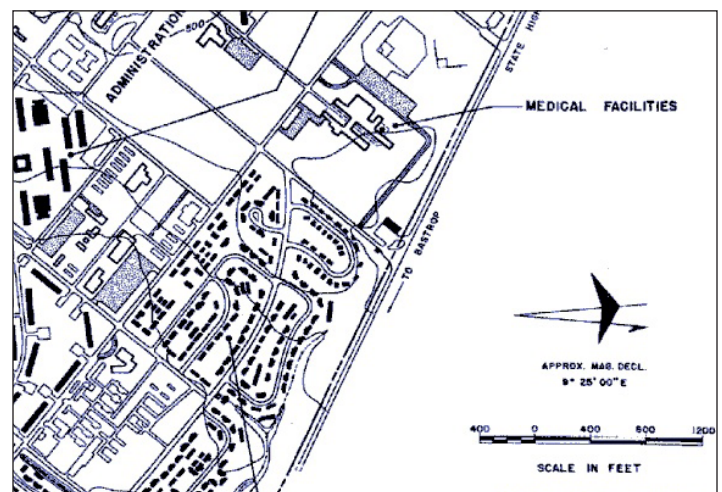 ADMINISTRATION
500
STATE HIGH
MEDICAL FACILITIES
TO BASTROP
APPROX. MAG. DECL.
9° 25' 00" E
400 0 400 800 1200
SCALE IN FEET